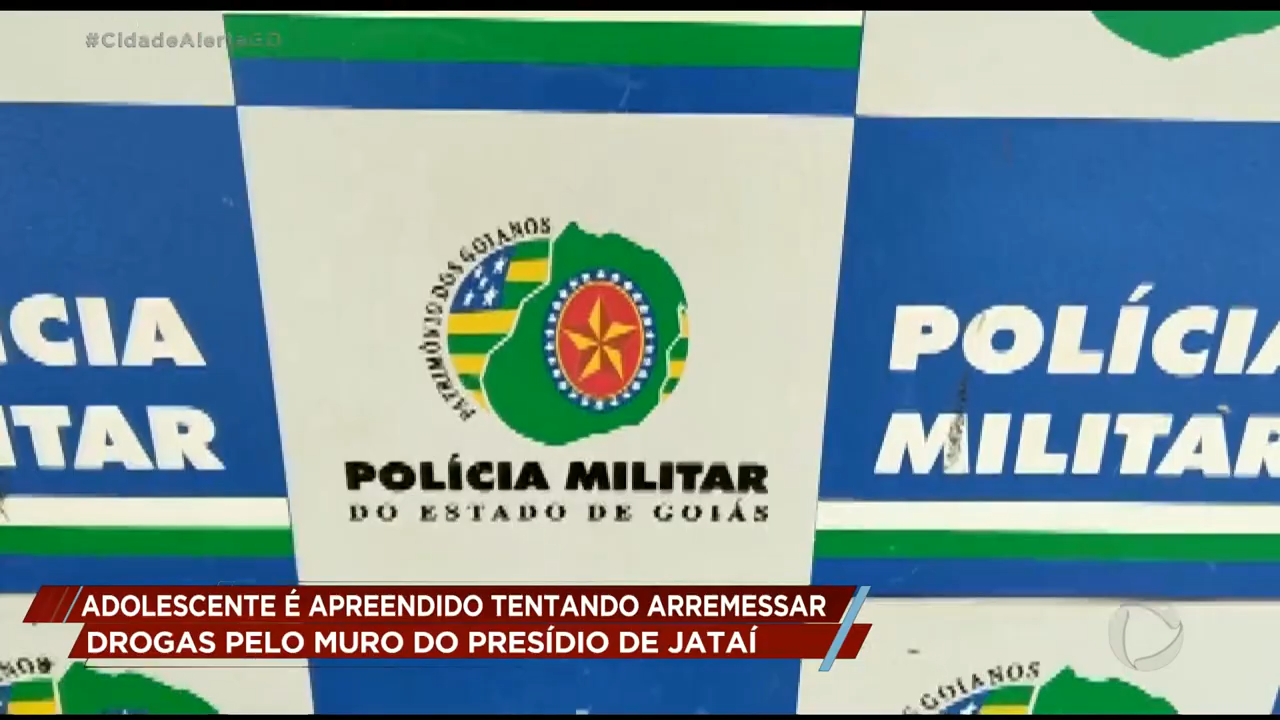 #CidadeAlertaGO
PATRIMÔNIO DOS GOIANOS
POLÍCIA MILITAR
DO ESTADO DE GOIÁS
ICIA
ITAR
POLÍCIA
MILITAR
ADOLESCENTE É APREENDIDO TENTANDO ARREMESSAR
DROGAS PELO MURO DO PRESÍDIO DE JATAÍ
GOIANOS